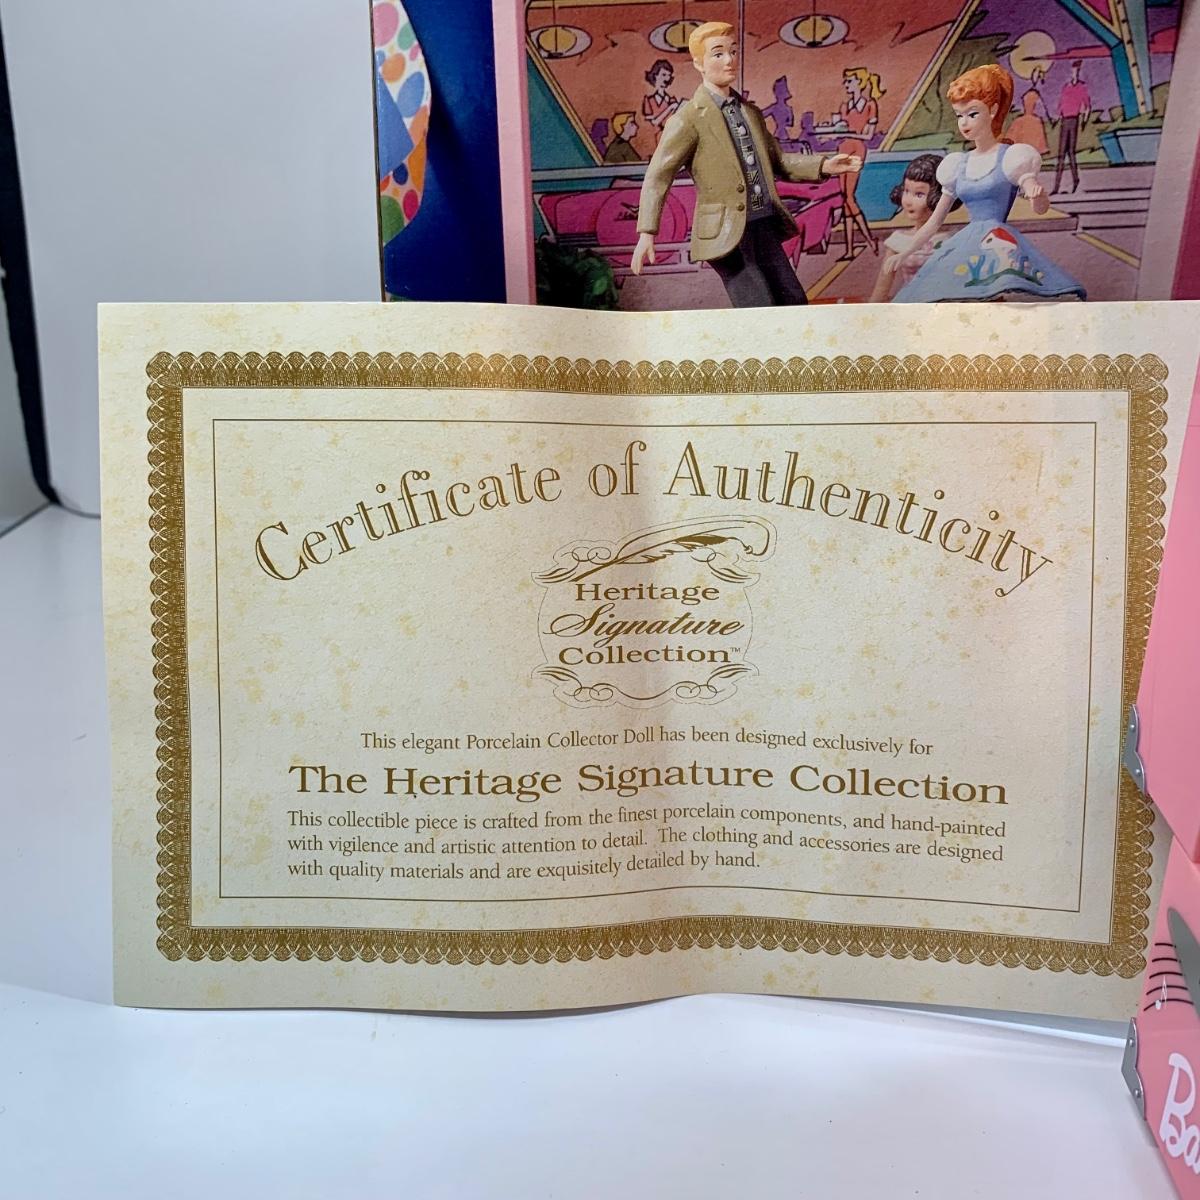 Certificate of Authenticity
Heritage
Signature
Collection™
This elegant Porcelain Collector Doll has been designed exclusively for
The Heritage Signature Collection
This collectible piece is crafted from the finest porcelain components, and hand-painted
with vigilence and artistic attention to detail. The clothing and accessories are designed
with quality materials and are exquisitely detailed by hand.
Ba